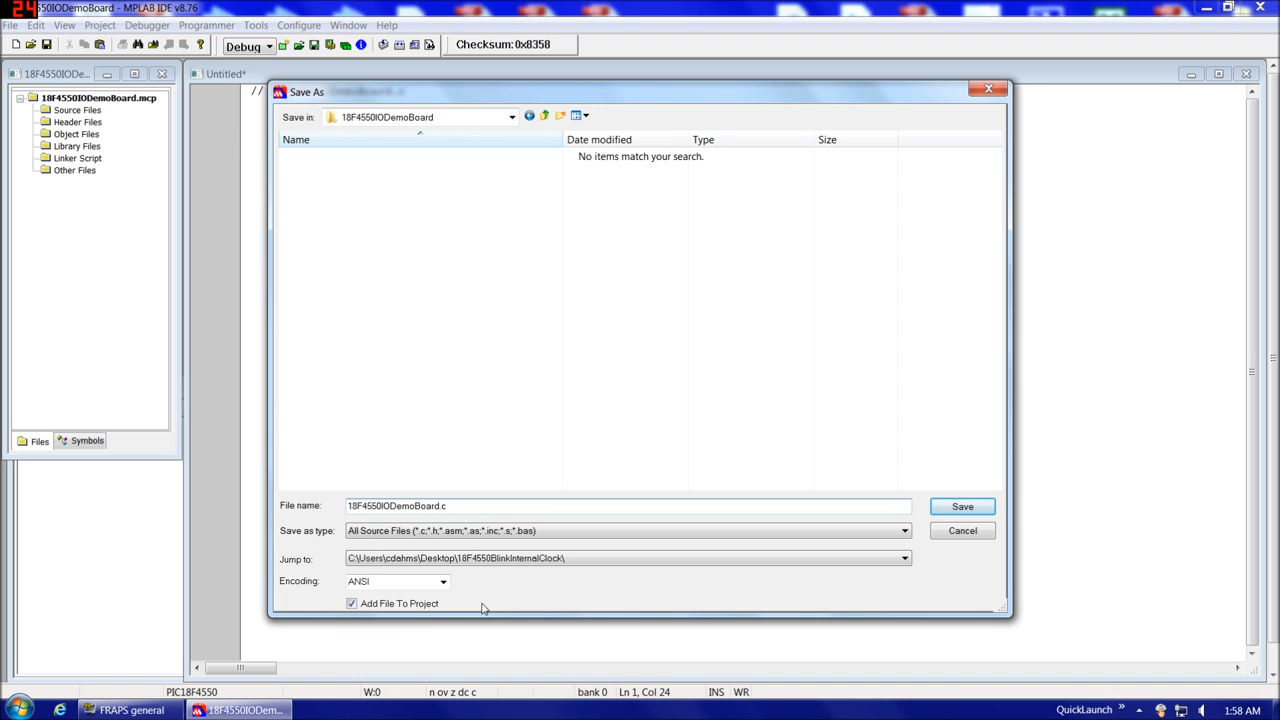 24
550IODemoBoard - MPLAB IDE v8.76
File Edit View Project Debugger Programmer Tools Configure Window Help
Debug
Checksum: 0x8358
18F4550IODe...
18F4550IODemoBoard.mcp
Source Files
Header Files
Object Files
Library Files
Linker Script
Other Files
Files
Symbols
Untitled*
//
Save As
Save in: 18F4550IODemoBoard
Name Date modified Type Size
No items match your search.
File name: 18F4550IODemoBoard.c
Save
Save as type: All Source Files (*.c;*.h;*.asm;*.as;*.inc;*.s;*.bas)
Cancel
Jump to: C:\Users\cdahms\Desktop\18F4550BlinkInternalClock\
Encoding: ANSI
Add File To Project
PIC18F4550 W:0 n ov z dc c bank 0 Ln 1, Col 24 INS WR
FRAPS general
18F4550IODem...
QuickLaunch »
1:58 AM